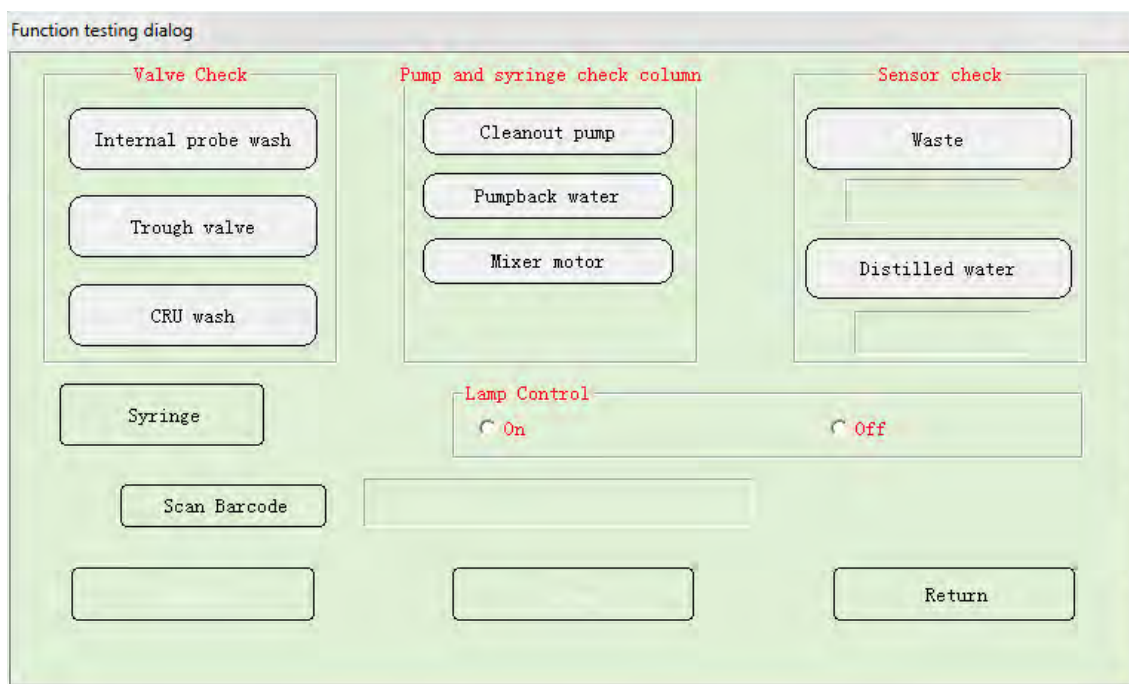 Function testing dialog
Valve Check
Internal probe wash
Trough valve
CRU wash
Pump and syringe check column
Cleanout pump
Pumpback water
Mixer motor
Sensor check
Waste
Distilled water
Syringe
Lamp Control
On
Off
Scan Barcode
Return